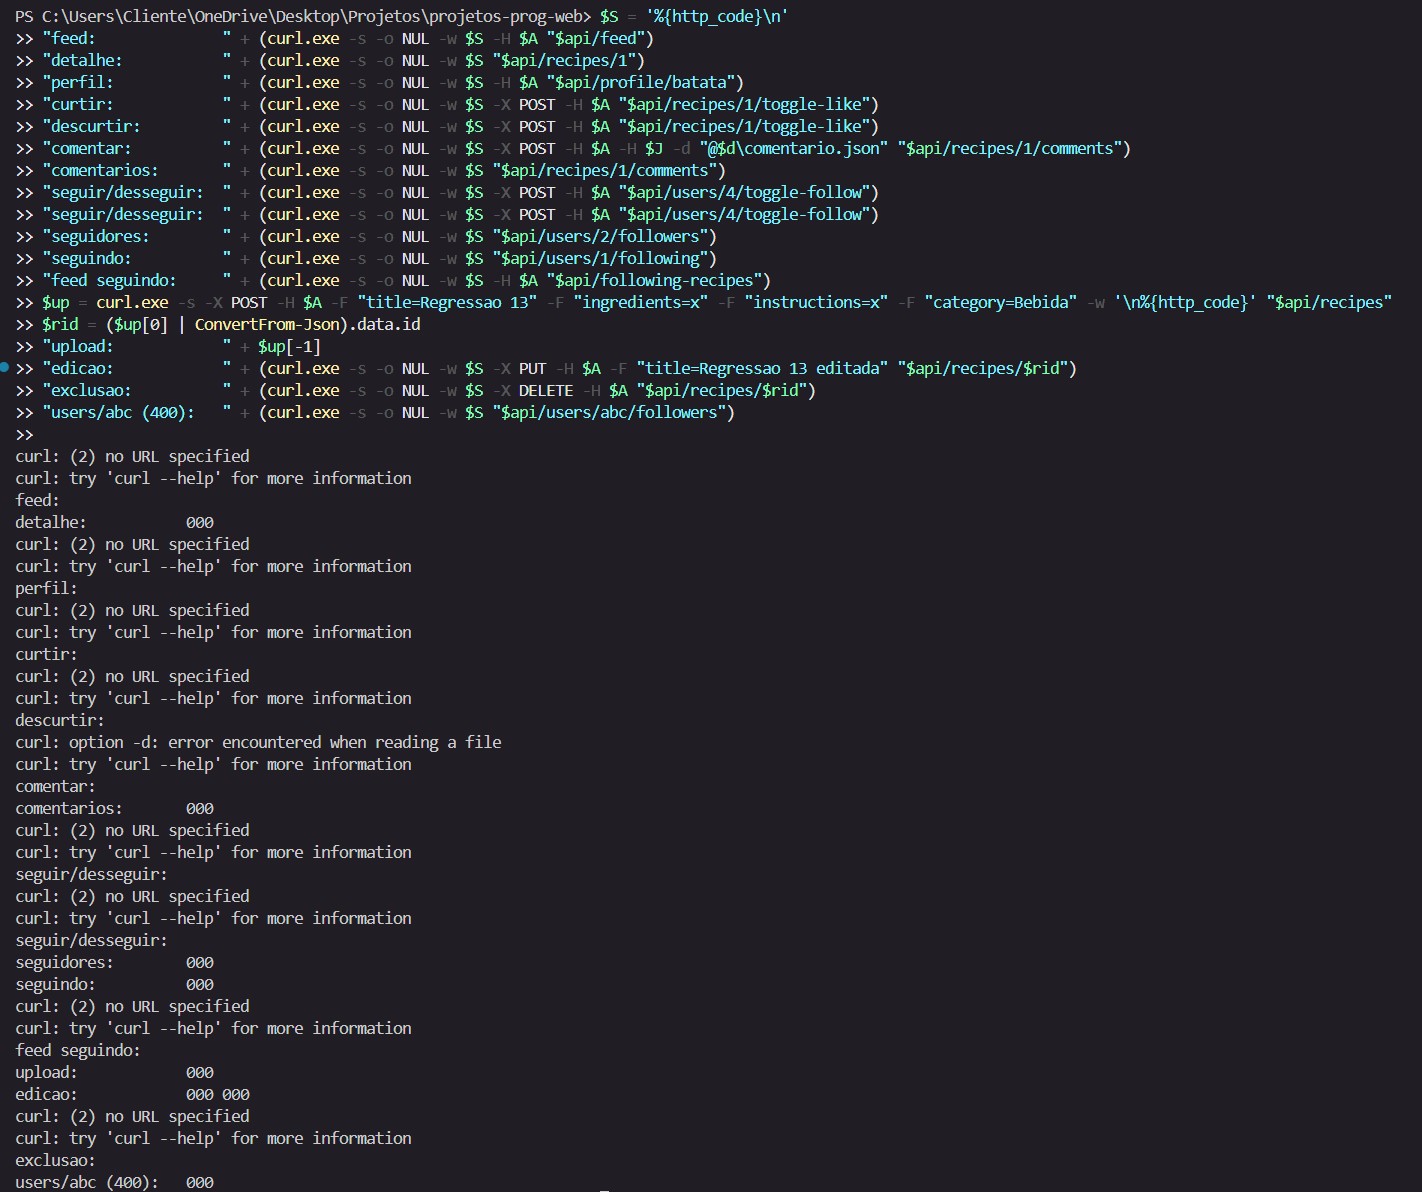 PS C:\Users\Cliente\OneDrive\Desktop\Projetos\projetos-prog-web> $S = '%{http_code}\n'
>> "feed:              " + (curl.exe -s -o NUL -w $S -H $A "$api/feed")
>> "detalhe:           " + (curl.exe -s -o NUL -w $S "$api/recipes/1")
>> "perfil:            " + (curl.exe -s -o NUL -w $S -H $A "$api/profile/batata")
>> "curtir:            " + (curl.exe -s -o NUL -w $S -X POST -H $A "$api/recipes/1/toggle-like")
>> "descurtir:         " + (curl.exe -s -o NUL -w $S -X POST -H $A "$api/recipes/1/toggle-like")
>> "comentar:          " + (curl.exe -s -o NUL -w $S -X POST -H $A -H $J -d "@$d\comentario.json" "$api/recipes/1/comments")
>> "comentarios:       " + (curl.exe -s -o NUL -w $S "$api/recipes/1/comments")
>> "seguir/desseguir:  " + (curl.exe -s -o NUL -w $S -X POST -H $A "$api/users/4/toggle-follow")
>> "seguir/desseguir:  " + (curl.exe -s -o NUL -w $S -X POST -H $A "$api/users/4/toggle-follow")
>> "seguidores:        " + (curl.exe -s -o NUL -w $S "$api/users/2/followers")
>> "seguindo:          " + (curl.exe -s -o NUL -w $S "$api/users/1/following")
>> "feed seguindo:     " + (curl.exe -s -o NUL -w $S -H $A "$api/following-recipes")
>> $up = curl.exe -s -X POST -H $A -F "title=Regressao 13" -F "ingredients=x" -F "instructions=x" -F "category=Bebida" -w '\n%{http_code}' "$api/recipes"
>> $rid = ($up[0] | ConvertFrom-Json).data.id
>> "upload:            " + $up[-1]
>> "edicao:            " + (curl.exe -s -o NUL -w $S -X PUT -H $A -F "title=Regressao 13 editada" "$api/recipes/$rid")
>> "exclusao:          " + (curl.exe -s -o NUL -w $S -X DELETE -H $A "$api/recipes/$rid")
>> "users/abc (400):   " + (curl.exe -s -o NUL -w $S "$api/users/abc/followers")
>>
curl: (2) no URL specified
curl: try 'curl --help' for more information
feed:
detalhe:           000
curl: (2) no URL specified
curl: try 'curl --help' for more information
perfil:
curl: (2) no URL specified
curl: try 'curl --help' for more information
curtir:
curl: (2) no URL specified
curl: try 'curl --help' for more information
descurtir:
curl: option -d: error encountered when reading a file
curl: try 'curl --help' for more information
comentar:
comentarios:       000
curl: (2) no URL specified
curl: try 'curl --help' for more information
seguir/desseguir:
curl: (2) no URL specified
curl: try 'curl --help' for more information
seguir/desseguir:
seguidores:        000
seguindo:          000
curl: (2) no URL specified
curl: try 'curl --help' for more information
feed seguindo:
upload:            000
edicao:            000 000
curl: (2) no URL specified
curl: try 'curl --help' for more information
exclusao:
users/abc (400):   000